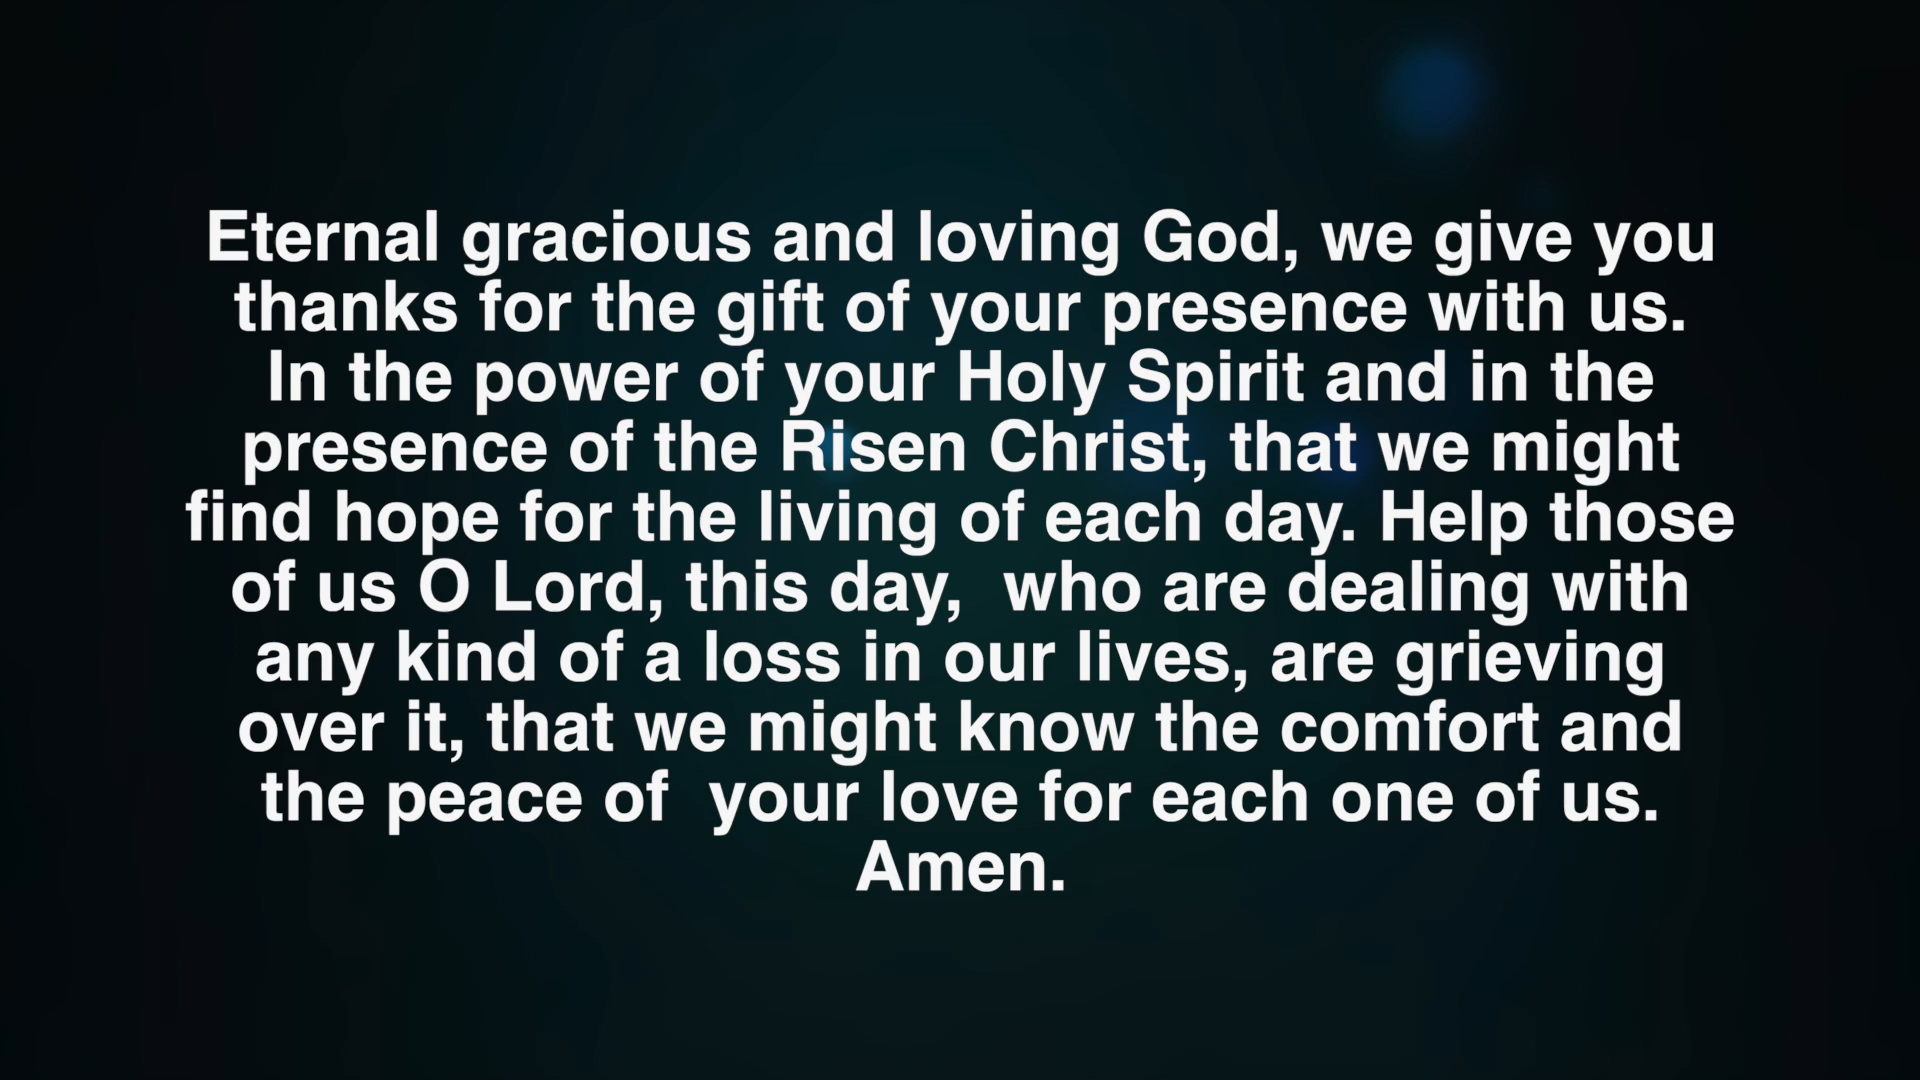 Eternal gracious and loving God, we give you
thanks for the gift of your presence with us.
In the power of your Holy Spirit and in the
presence of the Risen Christ, that we might
find hope for the living of each day. Help those
of us O Lord, this day,  who are dealing with
any kind of a loss in our lives, are grieving
over it, that we might know the comfort and
the peace of  your love for each one of us.
Amen.